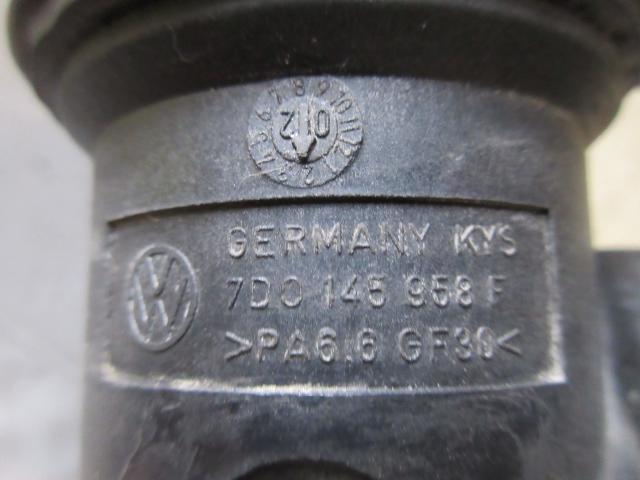 GERMANY KYS
7D0 145 958 F
>PA6.6 GF30<